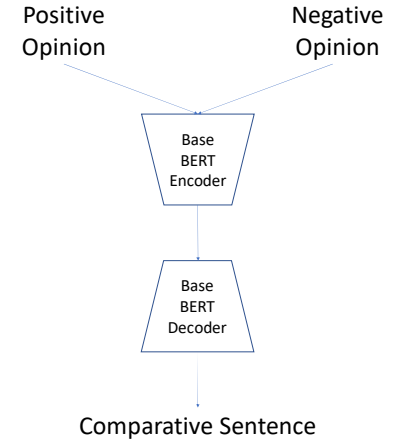 Positive
Opinion
Negative
Opinion
Base
BERT
Encoder
Base
BERT
Decoder
Comparative Sentence